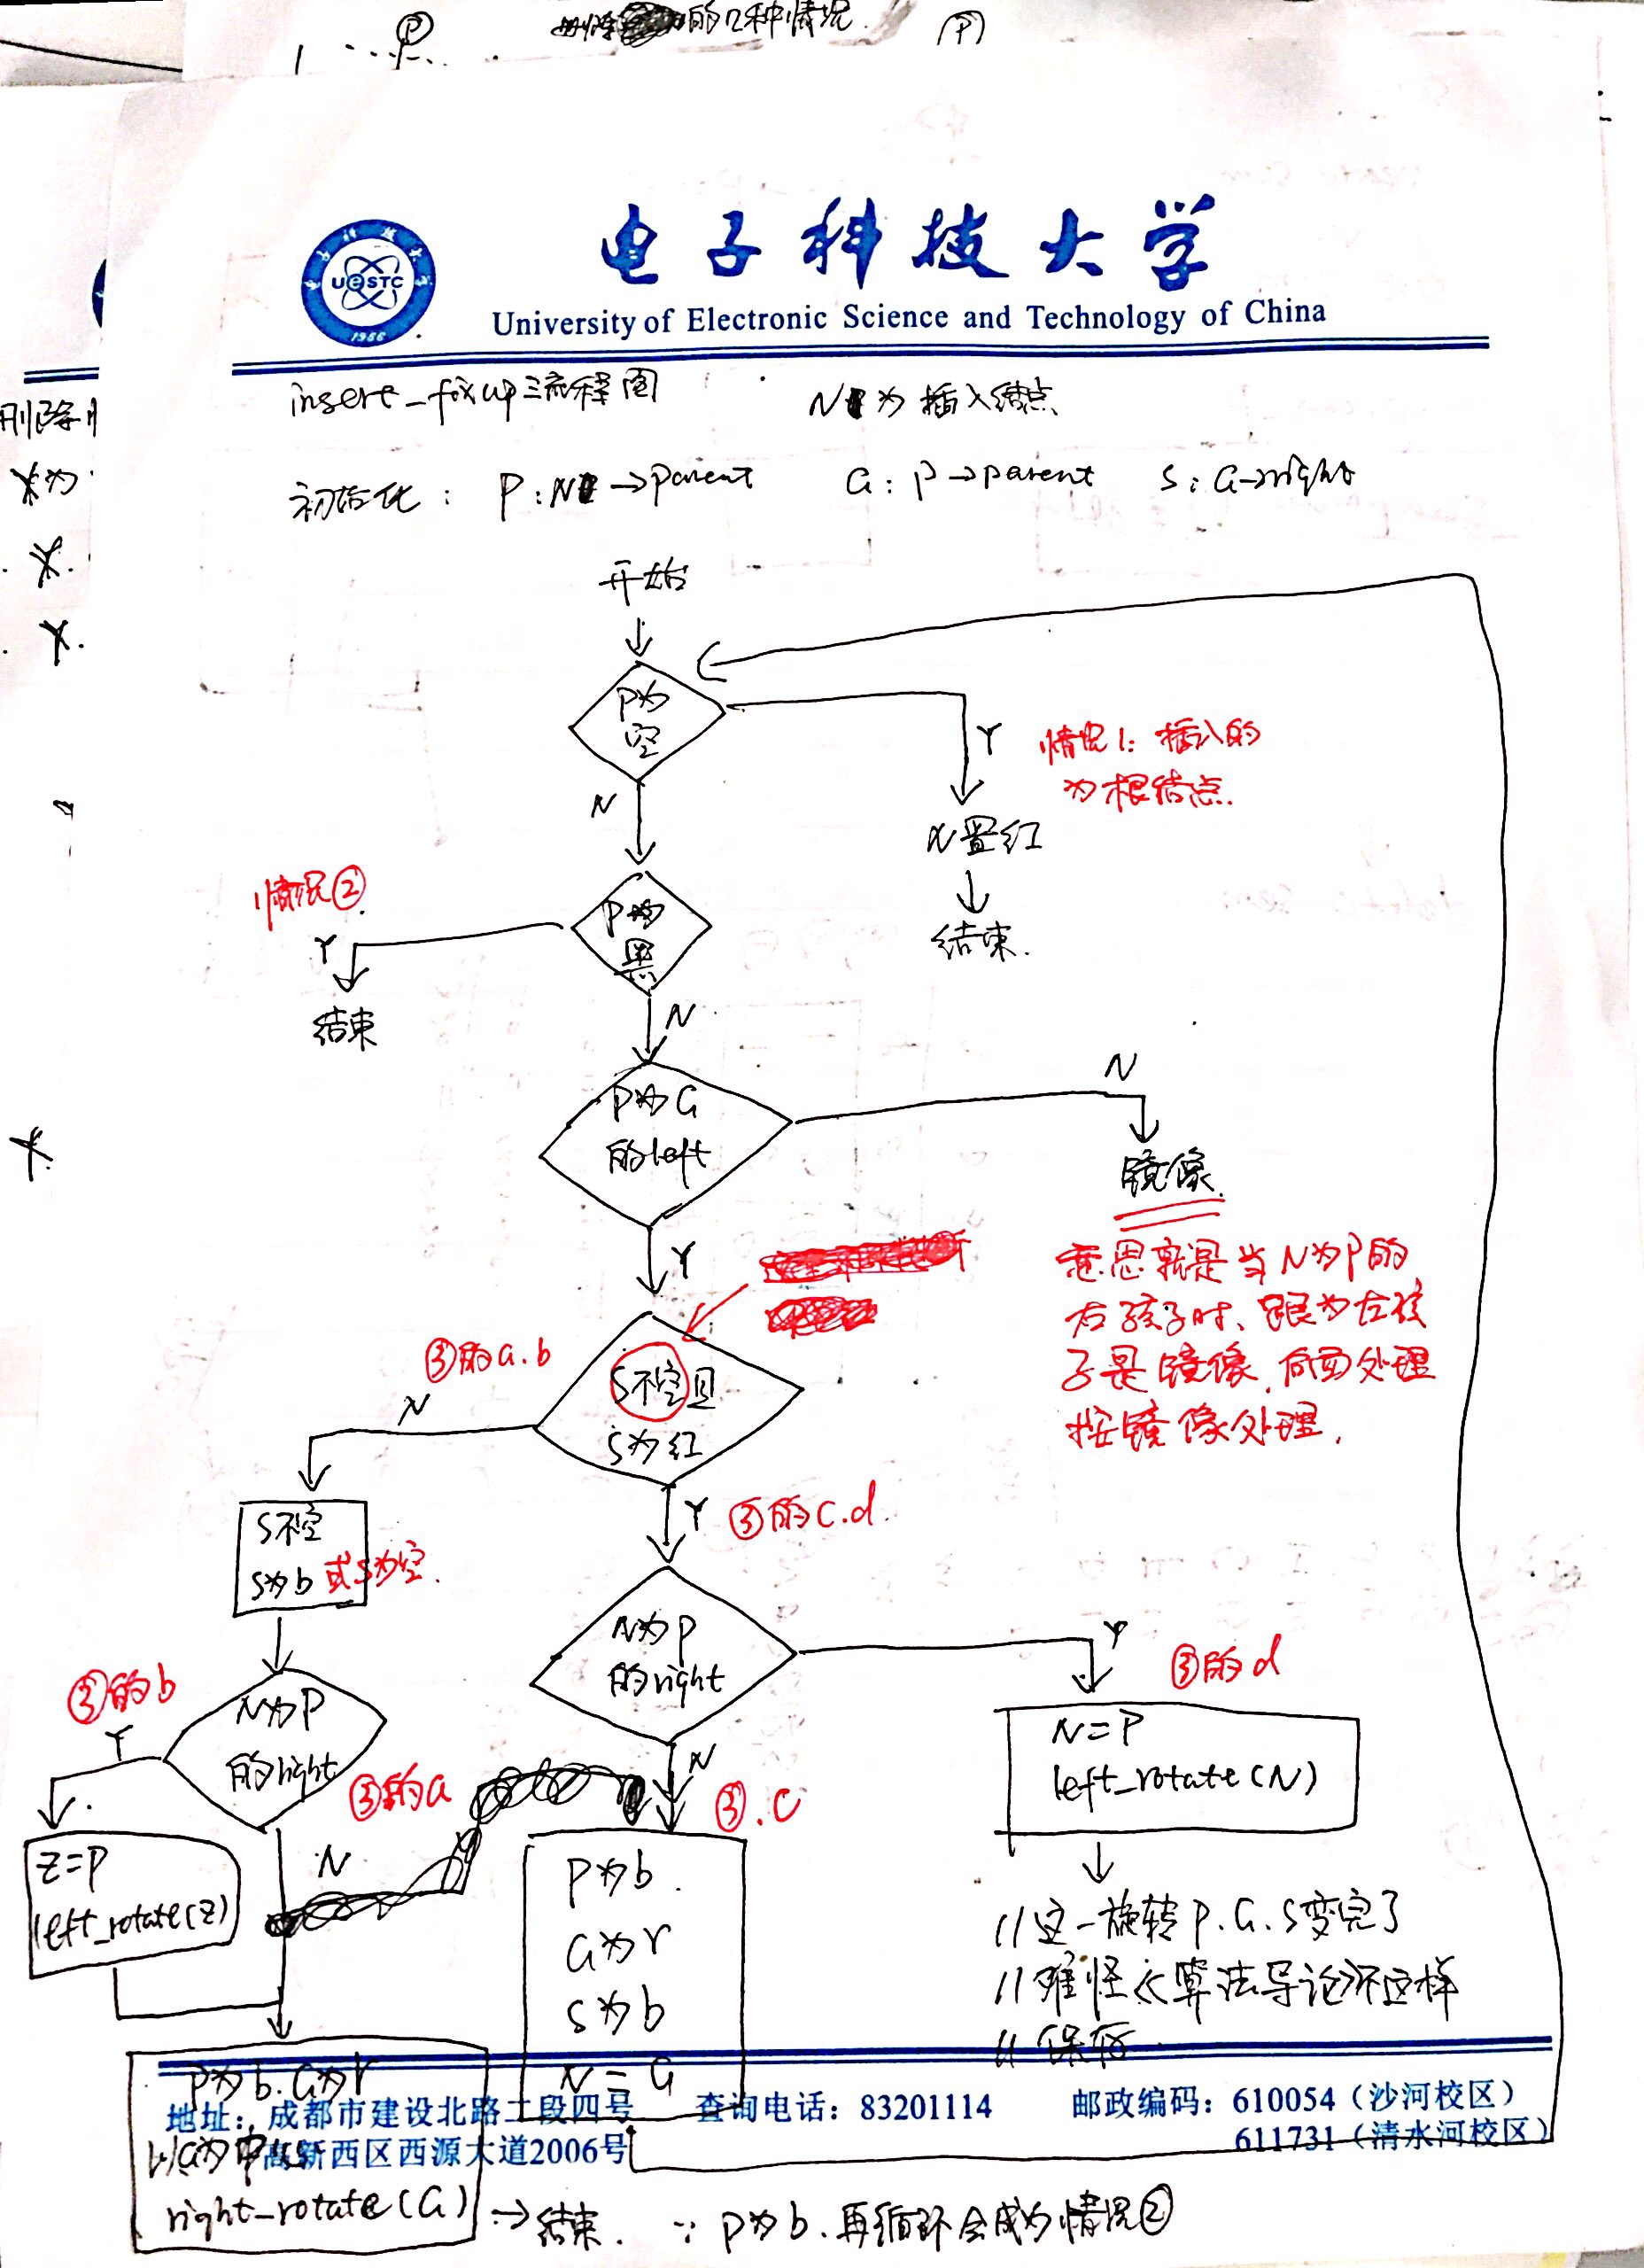 的几种情况 P
P
电子科技大学
UESTC
1956
University of Electronic Science and Technology of China
insert_fixup流程图 N为插入结点
删除
初始化: P:N→parent G:P→parent S:G→right
X为
开始
P为
空
Y
情况1: 插入的
为根结点.
N
N置红
情况②
P为
黑
Y
结束.
结束
N
N
P为G
的left
镜像.
Y
意思就是当N为P的
右孩子时、跟为左孩
子是镜像,后面处理
按镜像处理.
③的a.b
S不空且
S为红
N
Y ③的c.d
S不空
S为b 或S为空.
N为P
的right
Y
③的d
③的b
N为P
的right
Y
N=P
left_rotate(N)
③的a
N
③.c
Z=P
left_rotate(Z)
N
P为b.
G为r
S为b
N=G
//这一旋转P.G.S变完了
//难怪《算法导论》不这样
//保存
P为b.G为r
以G为
right_rotate(G) →结束. ∵P为b.再循环会成为情况②
地址: 成都市建设北路二段四号 查询电话: 83201114 邮政编码: 610054（沙河校区）
高新西区西源大道2006号 611731（清水河校区）